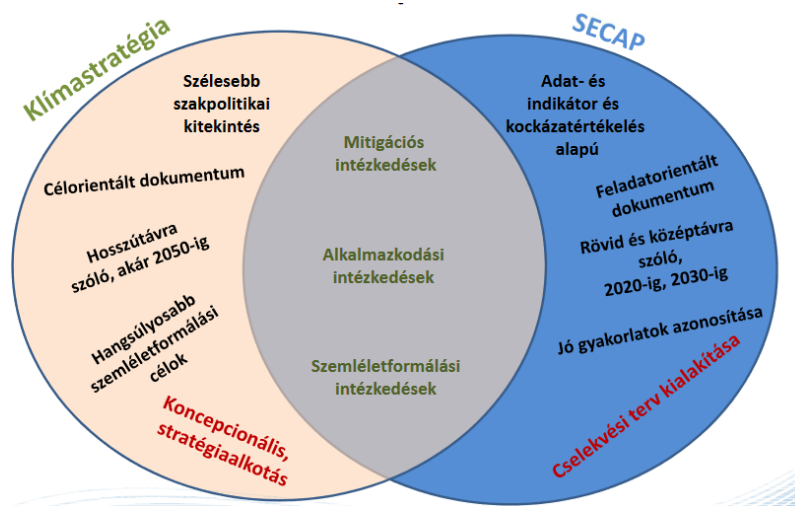 Klímastratégia
Szélesebb
szakpolitikai
kitekintés
Célorientált dokumentum
Hosszútávra
szóló, akár 2050-ig
Hangsúlyosabb
szemléletformálási
célok
Koncepcionális,
stratégiaalkotás
Mitigációs
intézkedések
Alkalmazkodási
intézkedések
Szemléletformálási
intézkedések
SECAP
Adat- és
indikátor és
kockázatértékelés
alapú
Feladatorientált
dokumentum
Rövid és középtávra
szóló,
2020-ig, 2030-ig
Jó gyakorlatok azonosítása
Cselekvési terv kialakítása